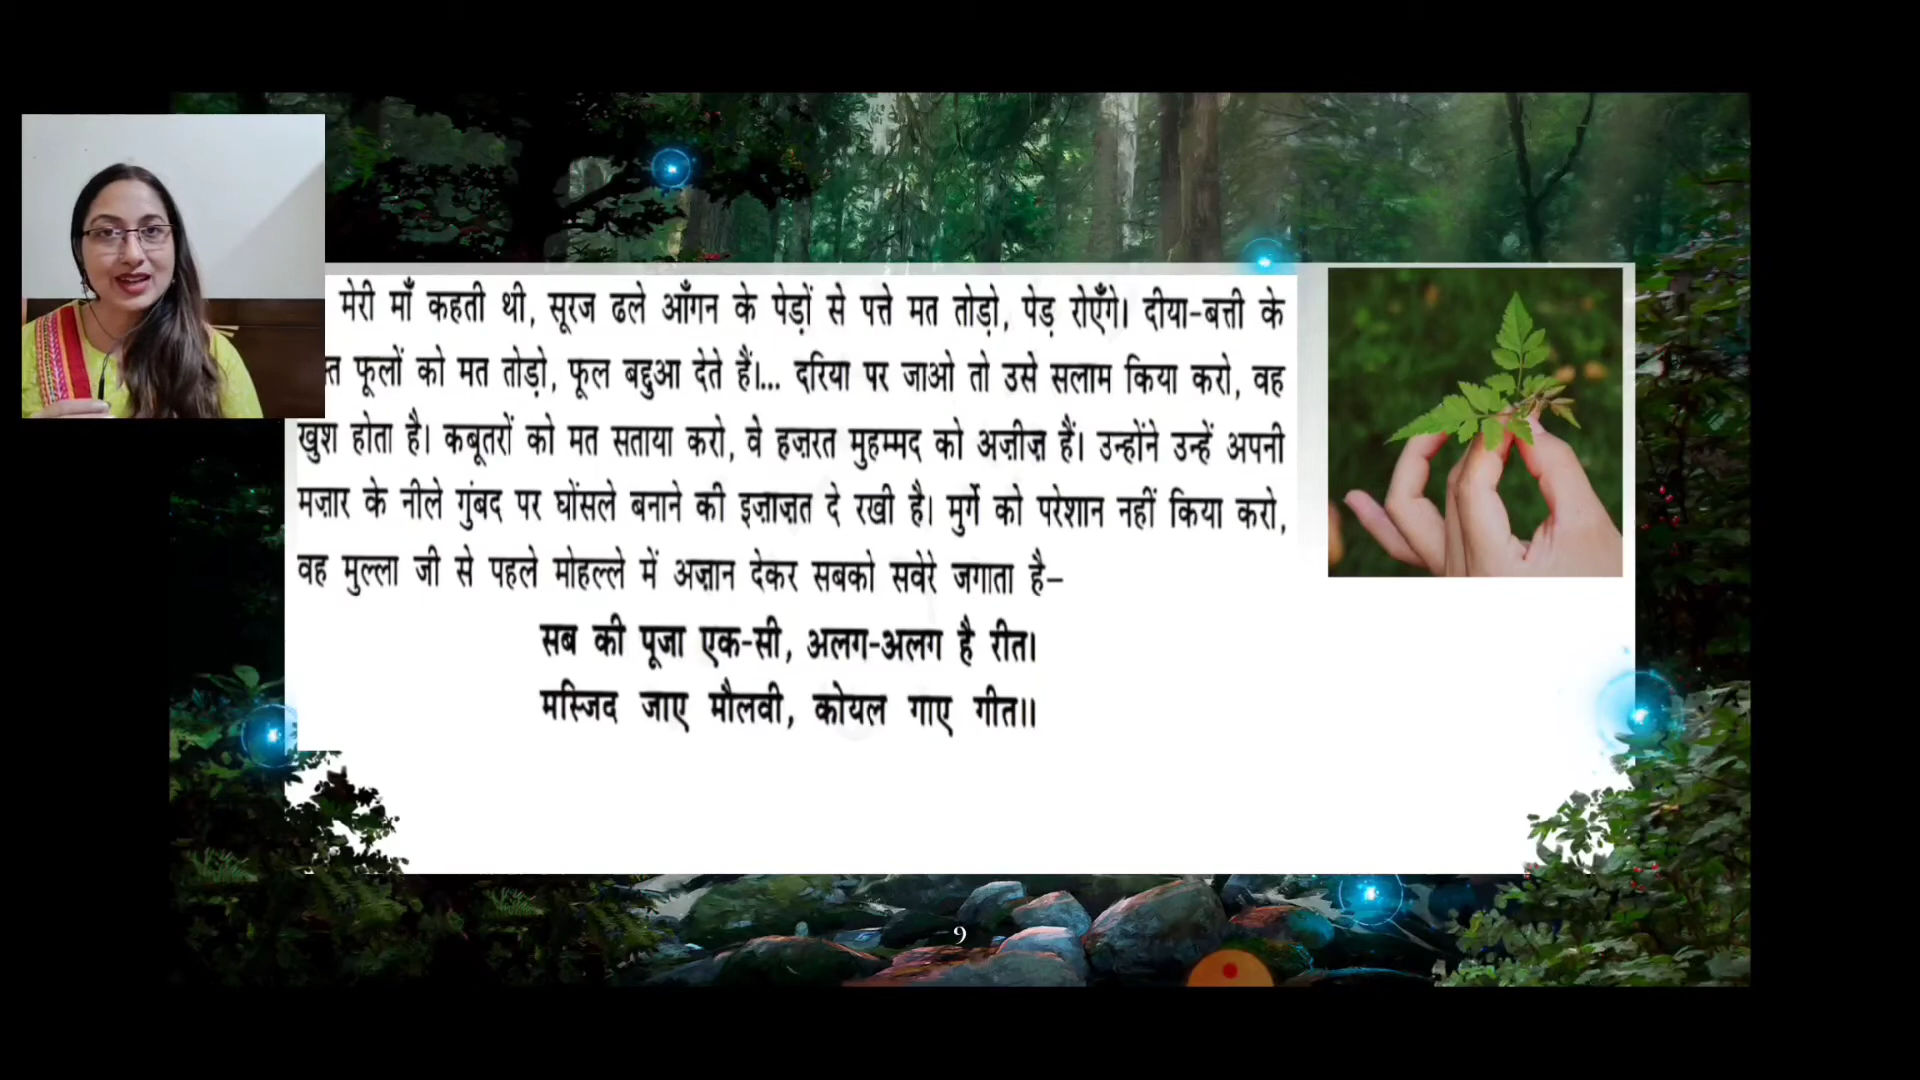 मेरी माँ कहती थी, सूरज ढले आँगन के पेड़ों से पत्ते मत तोड़ो, पेड़ रोएँगे। दीया-बत्ती के
फूलों को मत तोड़ो, फूल बद्दुआ देते हैं।... दरिया पर जाओ तो उसे सलाम किया करो, वह
खुश होता है। कबूतरों को मत सताया करो, वे हज़रत मुहम्मद को अज़ीज़ हैं। उन्होंने उन्हें अपनी
मज़ार के नीले गुंबद पर घोंसले बनाने की इज़ाज़त दे रखी है। मुर्गे को परेशान नहीं किया करो,
वह मुल्ला जी से पहले मोहल्ले में अज़ान देकर सबको सवेरे जगाता है–
सब की पूजा एक-सी, अलग-अलग है रीत।
मस्जिद जाए मौलवी, कोयल गाए गीत।।
9